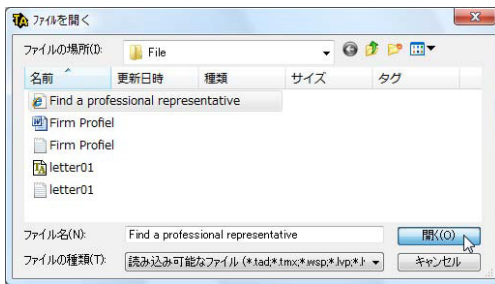 ファイルを開く
ファイルの場所(I):
File
名前 更新日時 種類 サイズ タグ
Find a professional representative
Firm Profiel
Firm Profiel
letter01
letter01
ファイル名(N): Find a professional representative 開く(O)
ファイルの種類(T): 読み込み可能なファイル (*.tad;*.tmx;*.wsp;*.lvp;*.r キャンセル